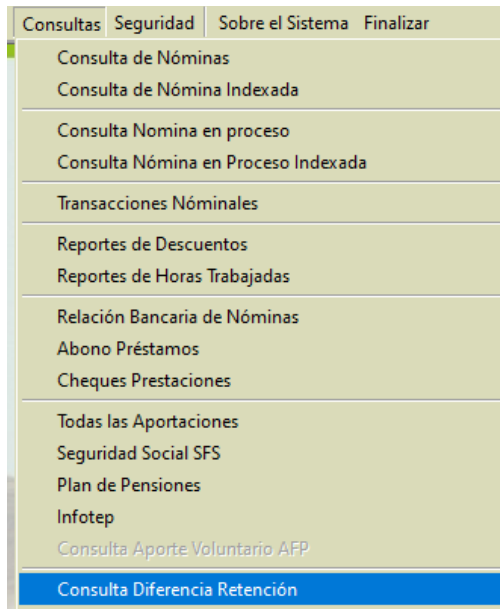 Consultas Seguridad Sobre el Sistema Finalizar
Consulta de Nóminas
Consulta de Nómina Indexada
Consulta Nomina en proceso
Consulta Nómina en Proceso Indexada
Transacciones Nóminales
Reportes de Descuentos
Reportes de Horas Trabajadas
Relación Bancaria de Nóminas
Abono Préstamos
Cheques Prestaciones
Todas las Aportaciones
Seguridad Social SFS
Plan de Pensiones
Infotep
Consulta Aporte Voluntario AFP
Consulta Diferencia Retención